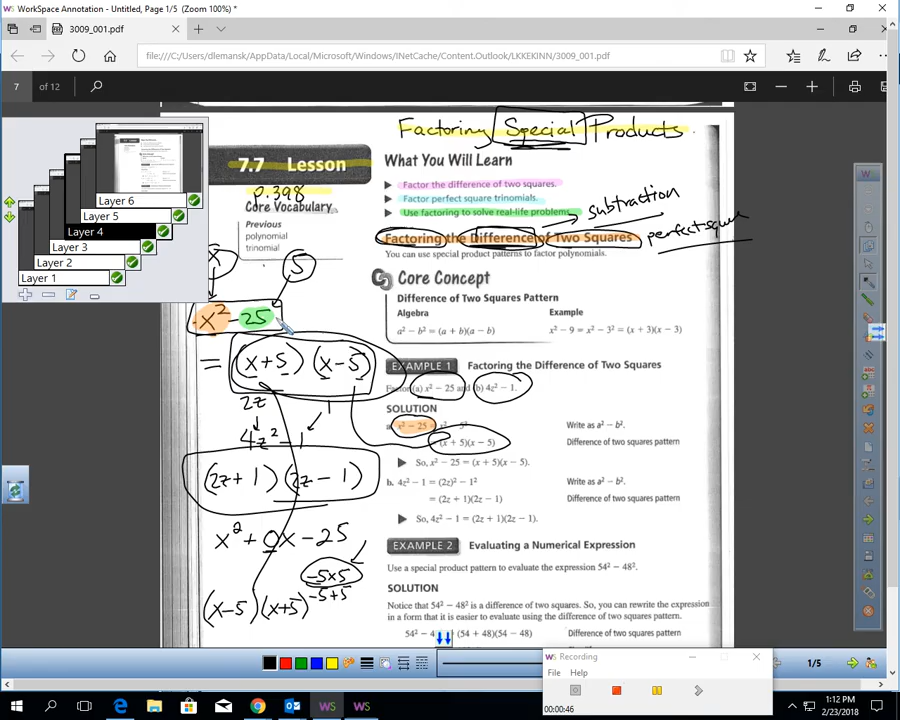 WorkSpace Annotation - Untitled, Page 1/5 (Zoom 100%) *
3009_001.pdf
file:///C:/Users/dlemansk/AppData/Local/Microsoft/Windows/INetCache/Content.Outlook/LKKEKINN/3009_001.pdf
7 of 12
Factoring Special Products
Layer 6
Layer 5
Layer 4
Layer 3
Layer 2
Layer 1
7.7 Lesson
p.398
Core Vocabulary
Previous
polynomial
trinomial
What You Will Learn
Factor the difference of two squares.
Factor perfect square trinomials.
Use factoring to solve real-life problems.
subtraction
Factoring the Difference of Two Squares
perfect square
You can use special product patterns to factor polynomials.
Core Concept
Difference of Two Squares Pattern
Algebra Example
a² − b² = (a + b)(a − b) x² − 9 = x² − 3² = (x + 3)(x − 3)
EXAMPLE 1 Factoring the Difference of Two Squares
Factor (a) x² − 25 and (b) 4z² − 1.
SOLUTION
a. x² − 25 = x² − 5² Write as a² − b².
= (x + 5)(x − 5) Difference of two squares pattern
So, x² − 25 = (x + 5)(x − 5).
b. 4z² − 1 = (2z)² − 1² Write as a² − b².
= (2z + 1)(2z − 1) Difference of two squares pattern
So, 4z² − 1 = (2z + 1)(2z − 1).
EXAMPLE 2 Evaluating a Numerical Expression
Use a special product pattern to evaluate the expression 54² − 48².
SOLUTION
Notice that 54² − 48² is a difference of two squares. So, you can rewrite the expression
in a form that it is easier to evaluate using the difference of two squares pattern.
54² − 4 (54 + 48)(54 − 48) Difference of two squares pattern
x 5
x² − 25
= (x+5) (x−5)
2z 1
4z² − 1
(2z + 1) (2z − 1)
x² + 0x − 25
−5×5
−5+5
(x−5) (x+5)
Recording
File Help
00:00:46
1/5
1:12 PM
2/23/2018